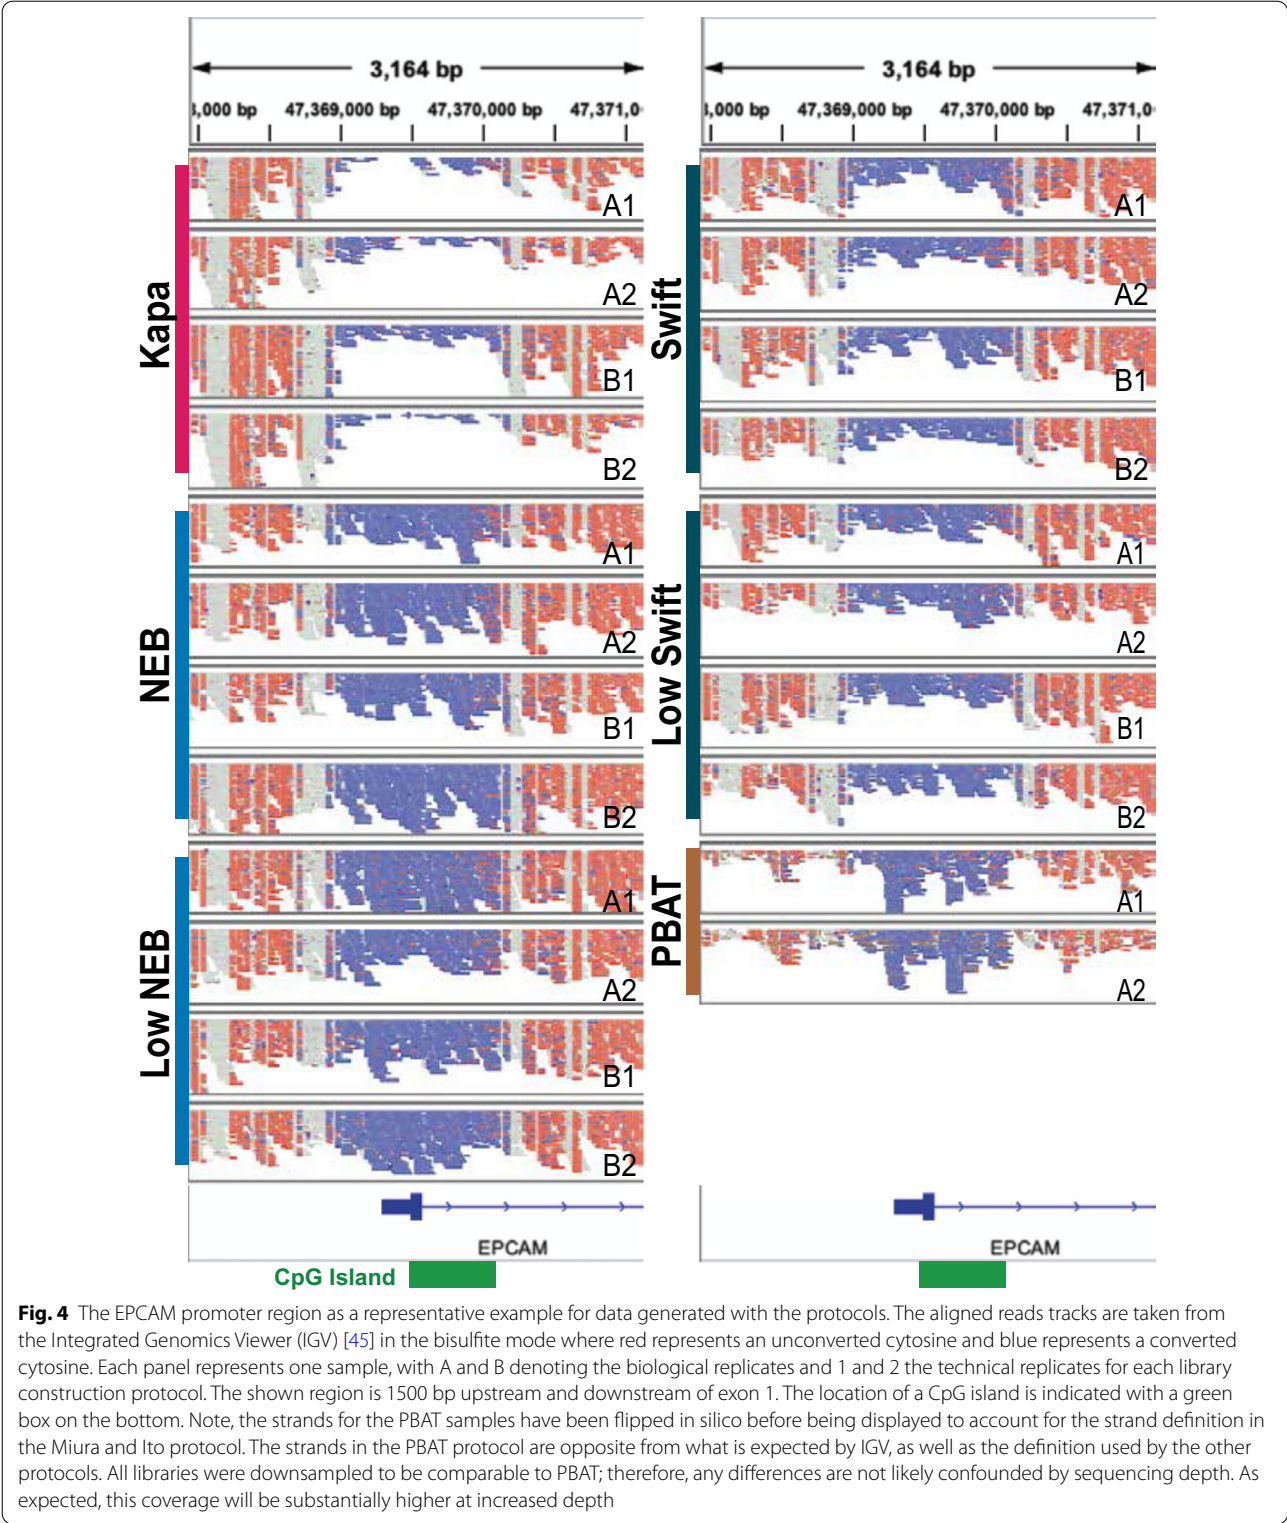 3,164 bp
3,000 bp 47,369,000 bp 47,370,000 bp 47,371,0
Kapa
A1
A2
B1
B2
NEB
A1
A2
B1
B2
Low NEB
A1
A2
B1
B2
EPCAM
CpG Island
3,164 bp
3,000 bp 47,369,000 bp 47,370,000 bp 47,371,0
Swift
A1
A2
B1
B2
Low Swift
A1
A2
B1
B2
PBAT
A1
A2
EPCAM
Fig. 4 The EPCAM promoter region as a representative example for data generated with the protocols. The aligned reads tracks are taken from
the Integrated Genomics Viewer (IGV) [45] in the bisulfite mode where red represents an unconverted cytosine and blue represents a converted
cytosine. Each panel represents one sample, with A and B denoting the biological replicates and 1 and 2 the technical replicates for each library
construction protocol. The shown region is 1500 bp upstream and downstream of exon 1. The location of a CpG island is indicated with a green
box on the bottom. Note, the strands for the PBAT samples have been flipped in silico before being displayed to account for the strand definition in
the Miura and Ito protocol. The strands in the PBAT protocol are opposite from what is expected by IGV, as well as the definition used by the other
protocols. All libraries were downsampled to be comparable to PBAT; therefore, any differences are not likely confounded by sequencing depth. As
expected, this coverage will be substantially higher at increased depth